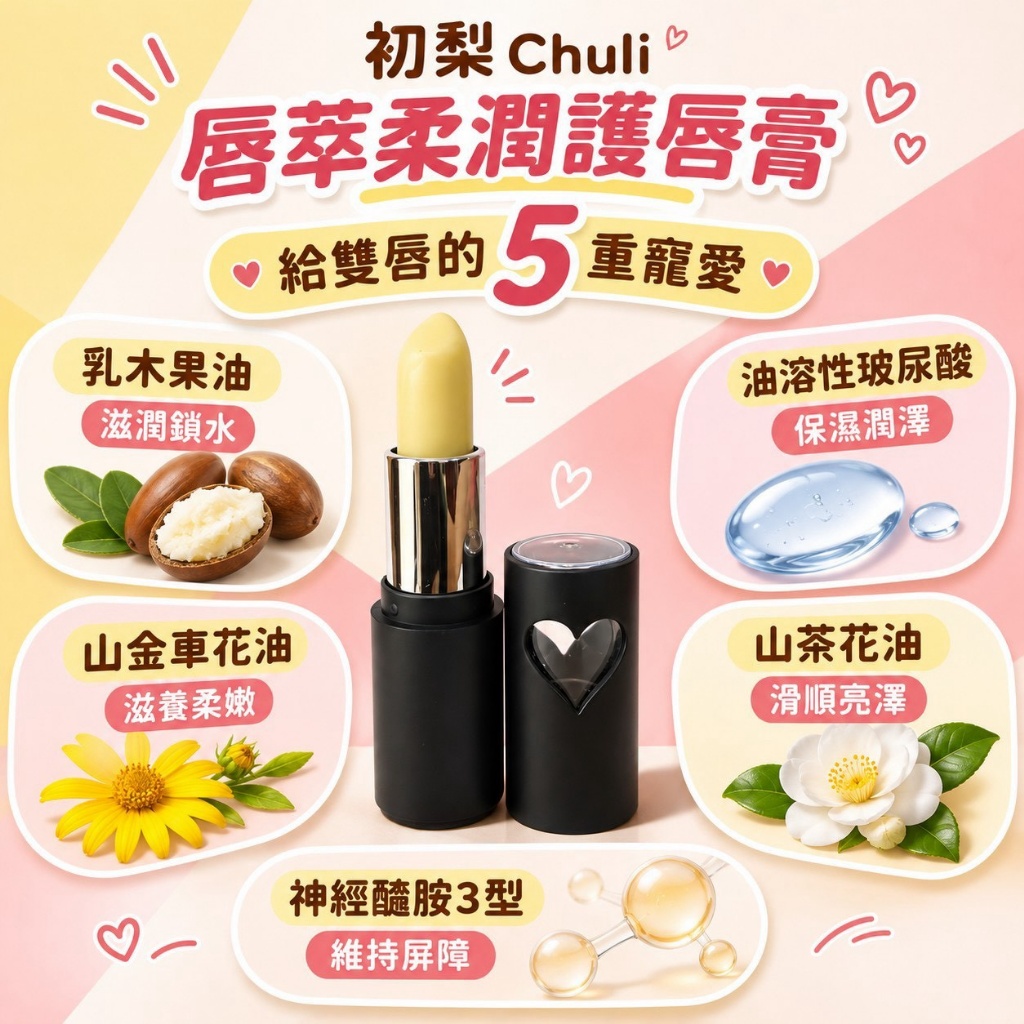 初梨 Chuli
唇萃柔潤護唇膏
給雙唇的5重寵愛
乳木果油
滋潤鎖水
油溶性玻尿酸
保濕潤澤
山金車花油
滋養柔嫩
山茶花油
滑順亮澤
神經醯胺3型
維持屏障